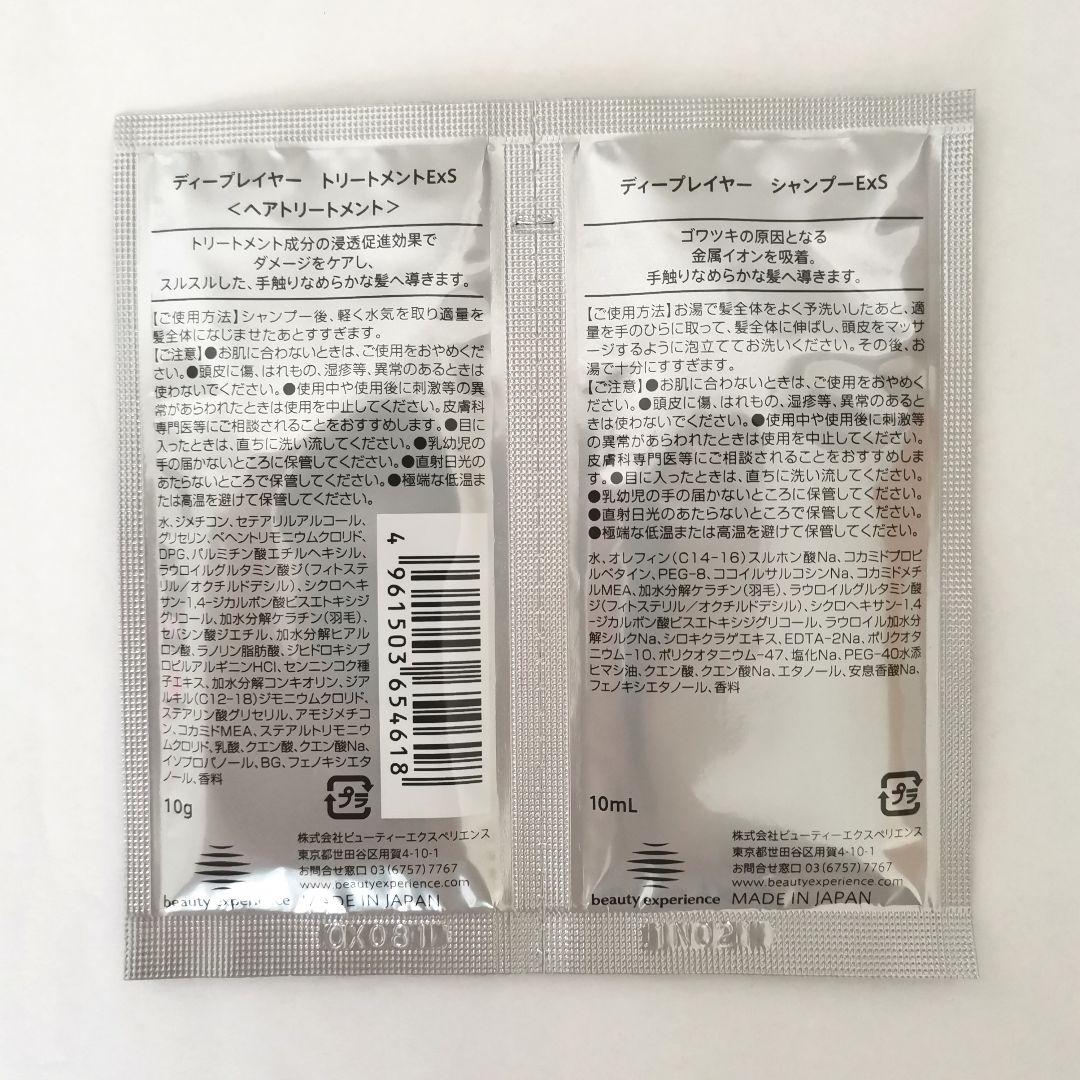 ディープレイヤー トリートメントExS
＜ヘアトリートメント＞
トリートメント成分の浸透促進効果で
ダメージをケアし、
スルスルした、手触りなめらかな髪へ導きます。
【ご使用方法】シャンプー後、軽く水気を取り適量を
髪全体になじませたあとすすぎます。
【ご注意】●お肌に合わないときは、ご使用をおやめくだ
さい。●頭皮に傷、はれもの、湿疹等、異常のあるときは
使わないでください。●使用中や使用後に刺激等の異
常があらわれたときは使用を中止してください。皮膚科
専門医等にご相談されることをおすすめします。●目に
入ったときは、直ちに洗い流してください。●乳幼児の
手の届かないところに保管してください。●直射日光の
あたらないところで保管してください。●極端な低温ま
たは高温を避けて保管してください。
水、ジメチコン、セテアリルアルコール、
グリセリン、ベヘントリモニウムクロリド、
DPG、パルミチン酸エチルヘキシル、
ラウロイルグルタミン酸ジ(フィトステ
リル／オクチルドデシル)、シクロヘキ
サン-1,4-ジカルボン酸ビスエトキシジ
グリコール、加水分解ケラチン(羽毛)、
セバシン酸ジエチル、加水分解ヒアル
ロン酸、ラノリン脂肪酸、ジヒドロキシプ
ロピルアルギニンHCl、センニンコク種
子エキス、加水分解コンキオリン、ジア
ルキル(C12-18)ジモニウムクロリド、
ステアリン酸グリセリル、アモジメチコ
ン、コカミドMEA、ステアルトリモニウ
ムクロリド、乳酸、クエン酸、クエン酸Na、
イソプロパノール、BG、フェノキシエタ
ノール、香料
4 961503 654618
10g
プラ
株式会社ビューティーエクスペリエンス
東京都世田谷区用賀4-10-1
お問合せ窓口 03(6757)7767
www.beautyexperience.com
beauty experience MADE IN JAPAN
ディープレイヤー シャンプーExS
ゴワツキの原因となる
金属イオンを吸着。
手触りなめらかな髪へ導きます。
【ご使用方法】お湯で髪全体をよく予洗いしたあと、適
量を手のひらに取って、髪全体に伸ばし、頭皮をマッサ
ージするように泡立ててお洗いください。その後、お
湯で十分にすすぎます。
【ご注意】●お肌に合わないときは、ご使用をおやめく
ださい。●頭皮に傷、はれもの、湿疹等、異常のあるとき
は使わないでください。●使用中や使用後に刺激等
の異常があらわれたときは使用を中止してください。
皮膚科専門医等にご相談されることをおすすめしま
す。●目に入ったときは、直ちに洗い流してください。
●乳幼児の手の届かないところに保管してください。
●直射日光のあたらないところで保管してください。
●極端な低温または高温を避けて保管してください。
水、オレフィン(C14-16)スルホン酸Na、コカミドプロピ
ルベタイン、PEG-8、ココイルサルコシンNa、コカミドメチ
ルMEA、加水分解ケラチン(羽毛)、ラウロイルグルタミン酸
ジ(フィトステリル／オクチルドデシル)、シクロヘキサン-1,4
-ジカルボン酸ビスエトキシジグリコール、ラウロイル加水分
解シルクNa、シロキクラゲエキス、EDTA-2Na、ポリクオタ
ニウム-10、ポリクオタニウム-47、塩化Na、PEG-40水添
ヒマシ油、クエン酸、クエン酸Na、エタノール、安息香酸Na、
フェノキシエタノール、香料
10mL
プラ
株式会社ビューティーエクスペリエンス
東京都世田谷区用賀4-10-1
お問合せ窓口 03(6757)7767
www.beautyexperience.com
beauty experience MADE IN JAPAN